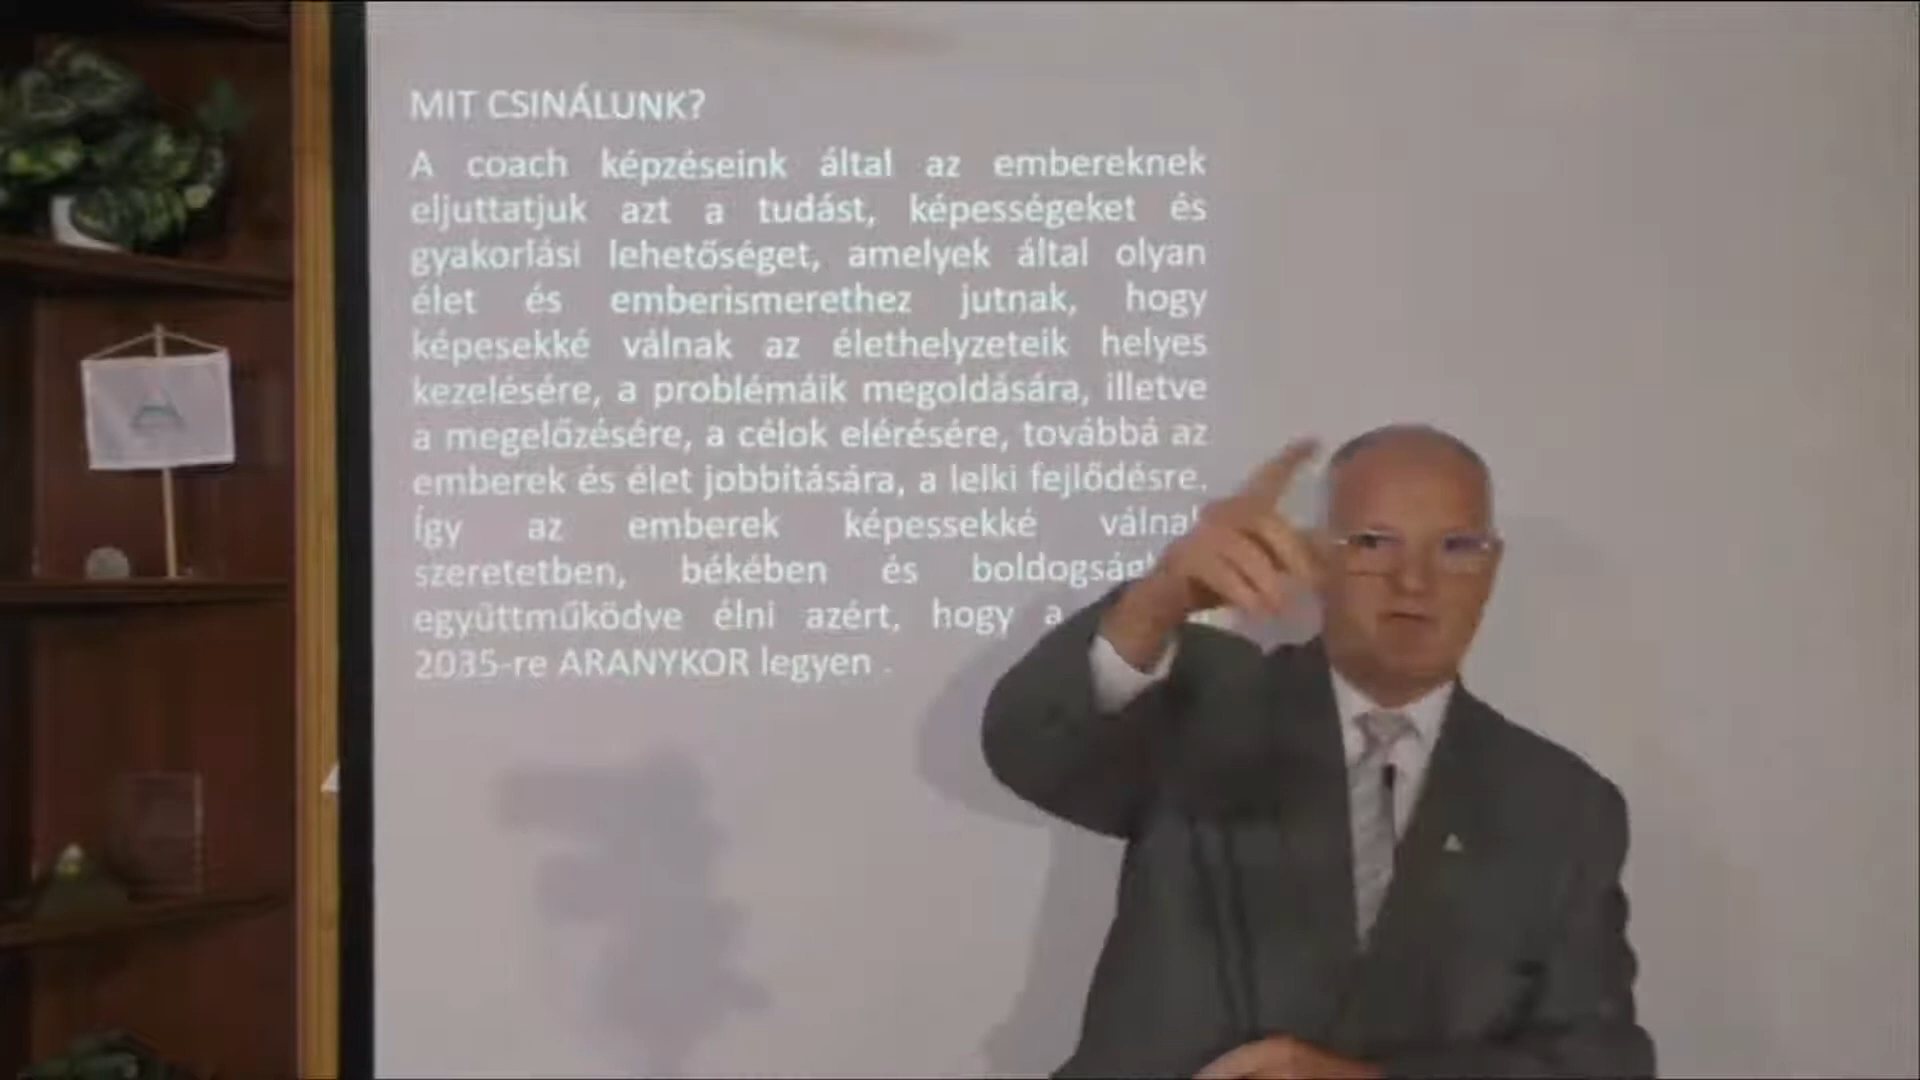 MIT CSINÁLUNK?
A coach képzéseink által az embereknek
eljuttatjuk azt a tudást, képességeket és
gyakorlási lehetőséget, amelyek által olyan
élet és emberismerethez jutnak, hogy
képesekké válnak az élethelyzeteik helyes
kezelésére, a problémáik megoldására, illetve
a megelőzésére, a célok elérésére, továbbá az
emberek és élet jobbítására, a lelki fejlődésre.
Így az emberek képessekké
szeretetben, békében és
együttműködve élni azért, hogy a
2035-re ARANYKOR legyen .